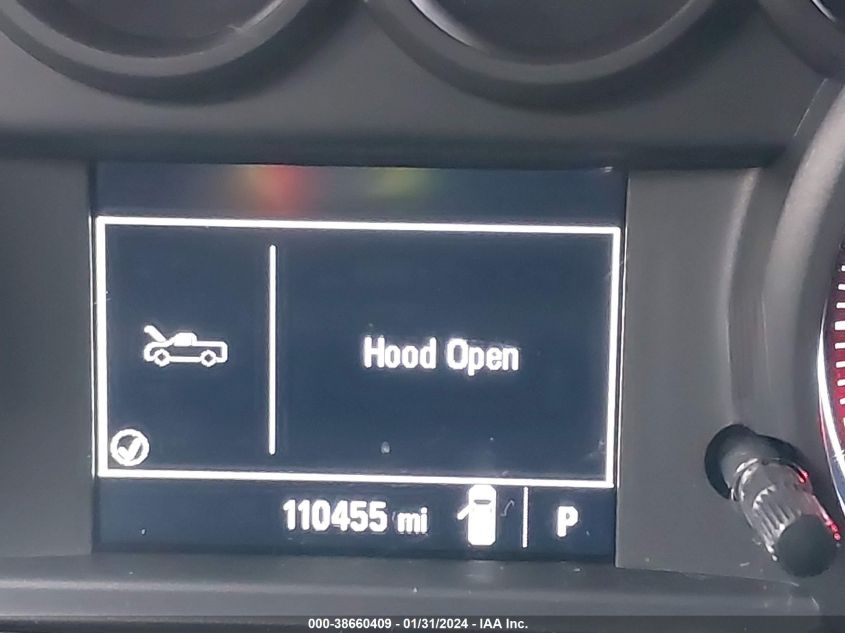 Hood Open
110455 mi
P
000-38660409 - 01/31/2024 - IAA Inc.